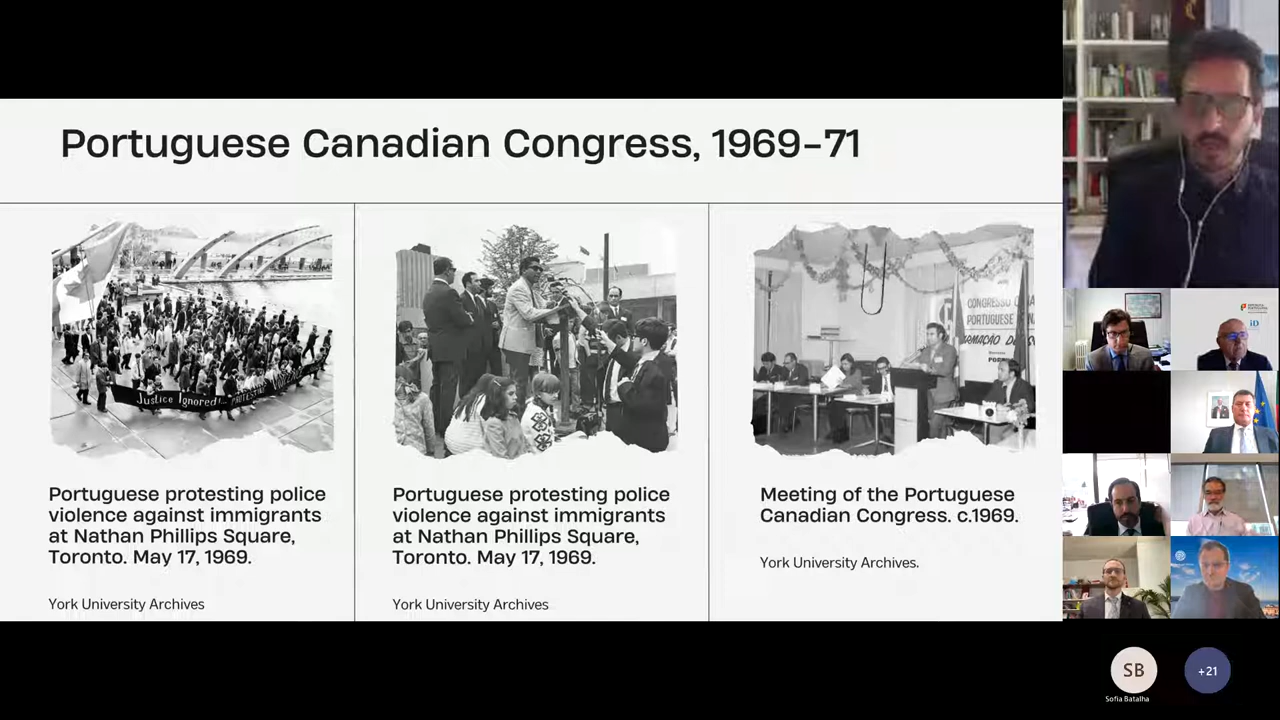 Portuguese Canadian Congress, 1969-71
Justice Ignored!...
CONGRESSO
PORTUGUESE
Portuguese protesting police
violence against immigrants
at Nathan Phillips Square,
Toronto. May 17, 1969.
York University Archives
Portuguese protesting police
violence against immigrants
at Nathan Phillips Square,
Toronto. May 17, 1969.
York University Archives
Meeting of the Portuguese
Canadian Congress. c.1969.
York University Archives.
iD
SB
+21
Sofia Batalha